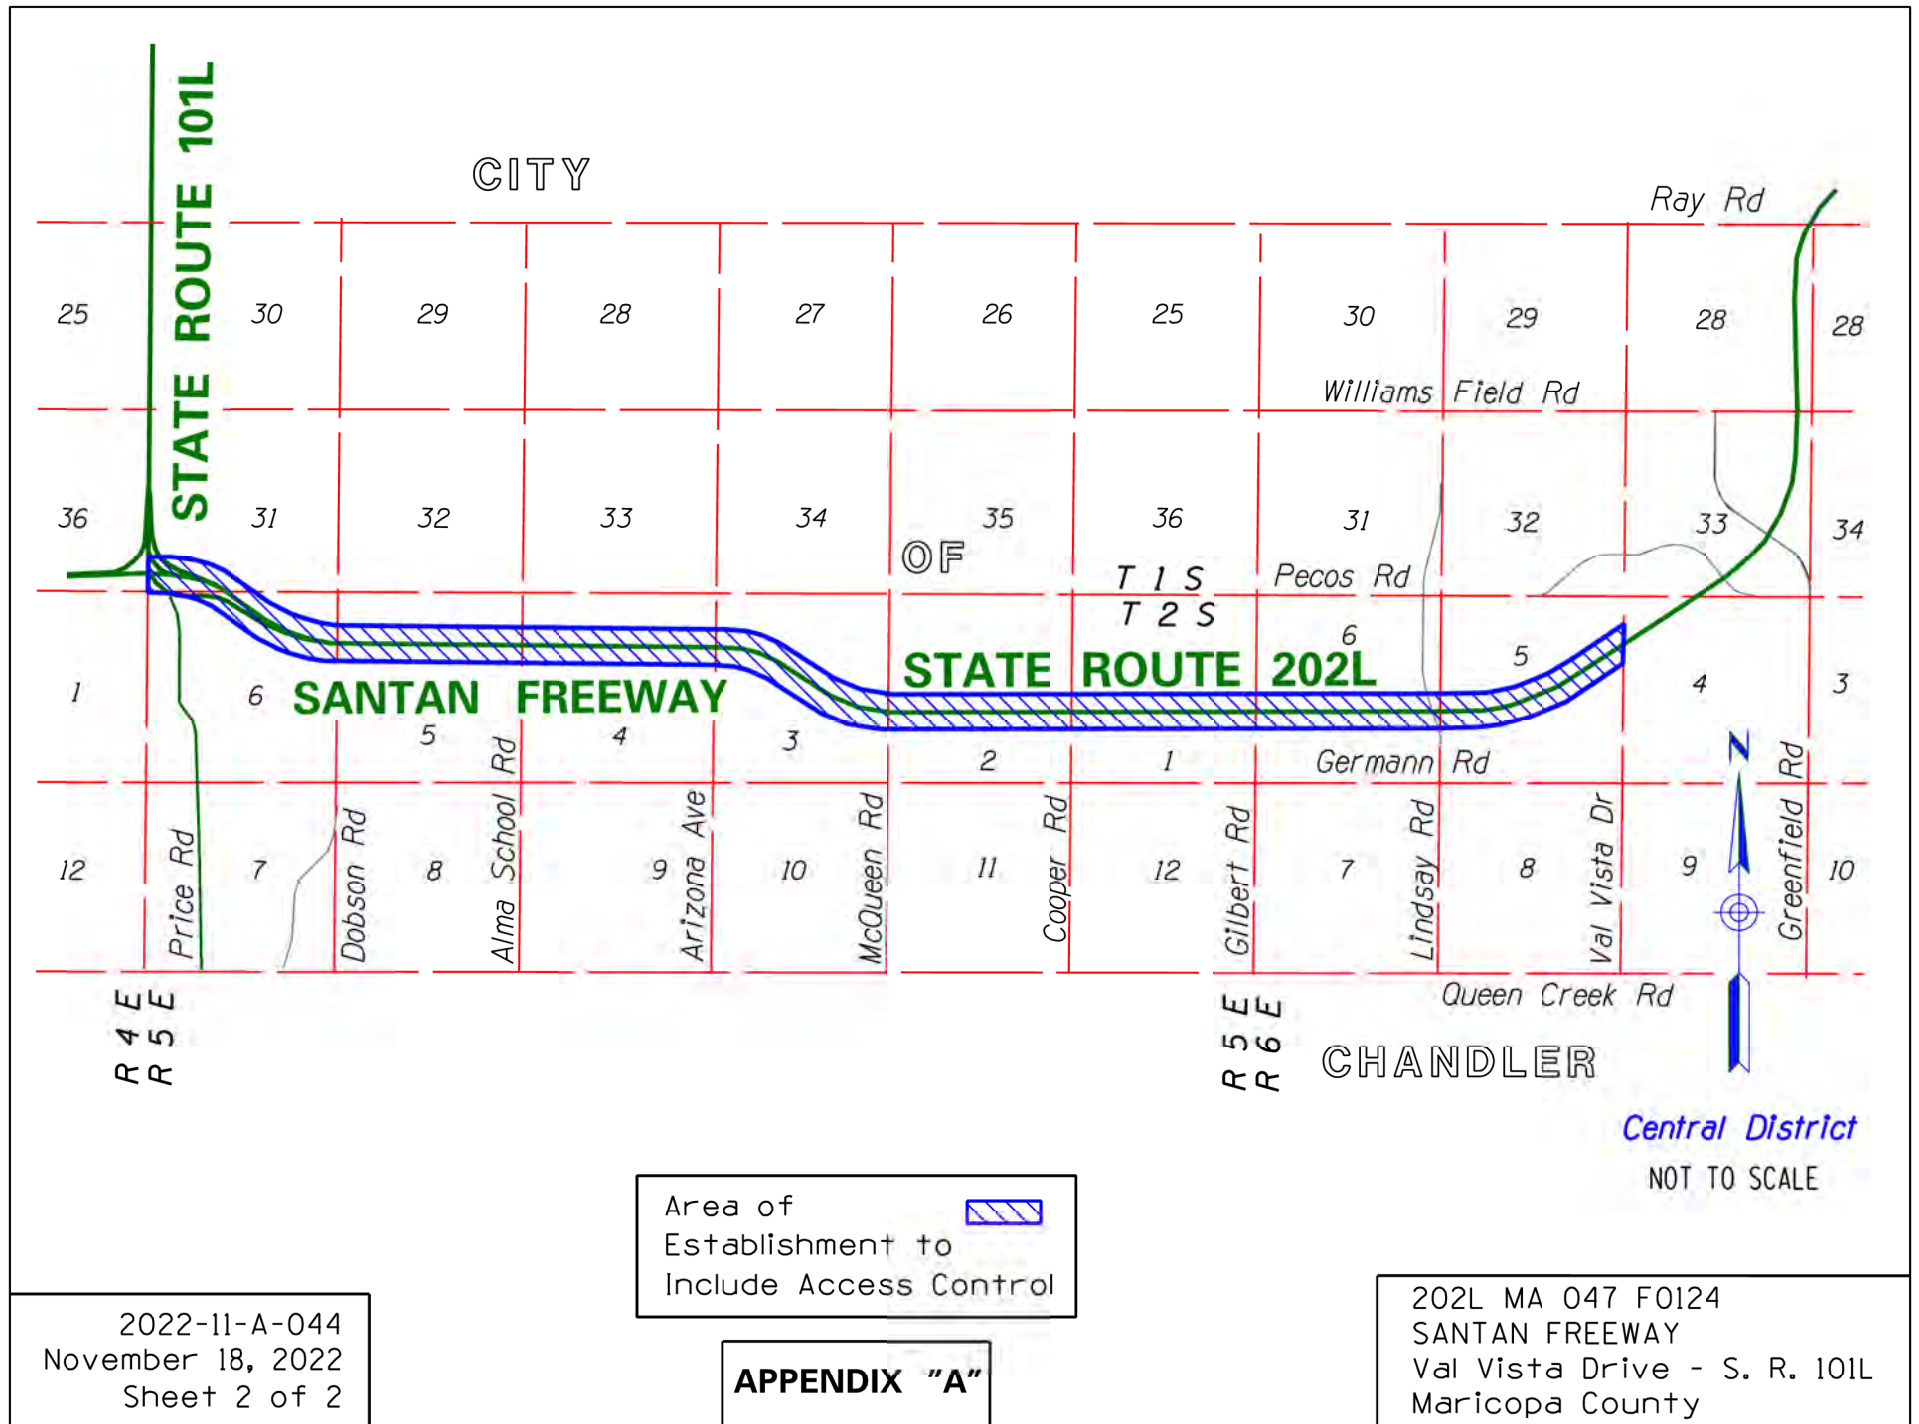 STATE ROUTE 101L
CITY
Ray Rd
25 30 29 28 27 26 25 30 29 28 28
Williams Field Rd
36 31 32 33 34 35 36 31 32 33 34
OF
T 1 S
Pecos Rd
T 2 S
STATE ROUTE 202L
SANTAN FREEWAY
1 6 5 4 3 2 1 6 5 4 3
Germann Rd
N
12 7 8 9 10 11 12 7 8 9 10
Price Rd
Dobson Rd
Alma School Rd
Arizona Ave
McQueen Rd
Cooper Rd
Gilbert Rd
Lindsay Rd
Val Vista Dr
Greenfield Rd
Queen Creek Rd
R 4 E
R 5 E
R 5 E
R 6 E
CHANDLER
Central District
NOT TO SCALE
Area of
Establishment to
Include Access Control
2022-11-A-044
November 18, 2022
Sheet 2 of 2
APPENDIX "A"
202L MA 047 F0124
SANTAN FREEWAY
Val Vista Drive - S. R. 101L
Maricopa County